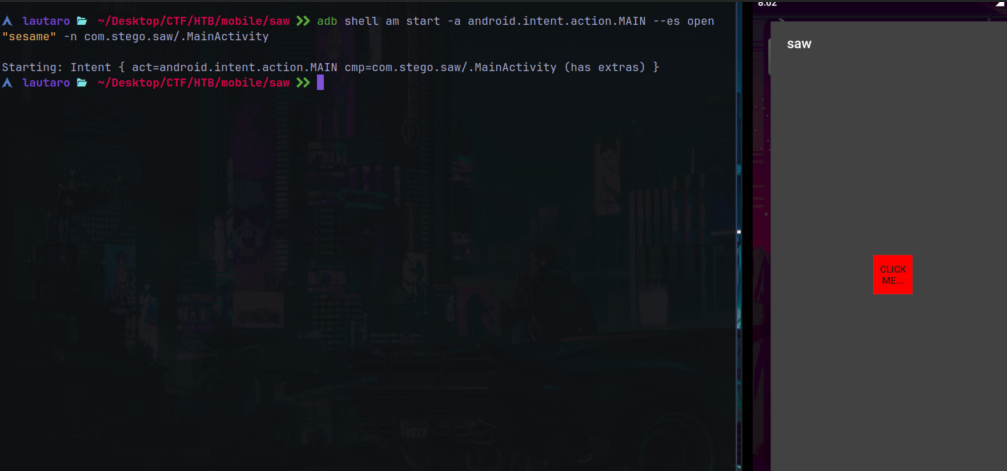 lautaro ~/Desktop/CTF/HTB/mobile/saw >> adb shell am start -a android.intent.action.MAIN --es open
"sesame" -n com.stego.saw/.MainActivity
Starting: Intent { act=android.intent.action.MAIN cmp=com.stego.saw/.MainActivity (has extras) }
lautaro ~/Desktop/CTF/HTB/mobile/saw >>
8:02
saw
CLICK
ME...